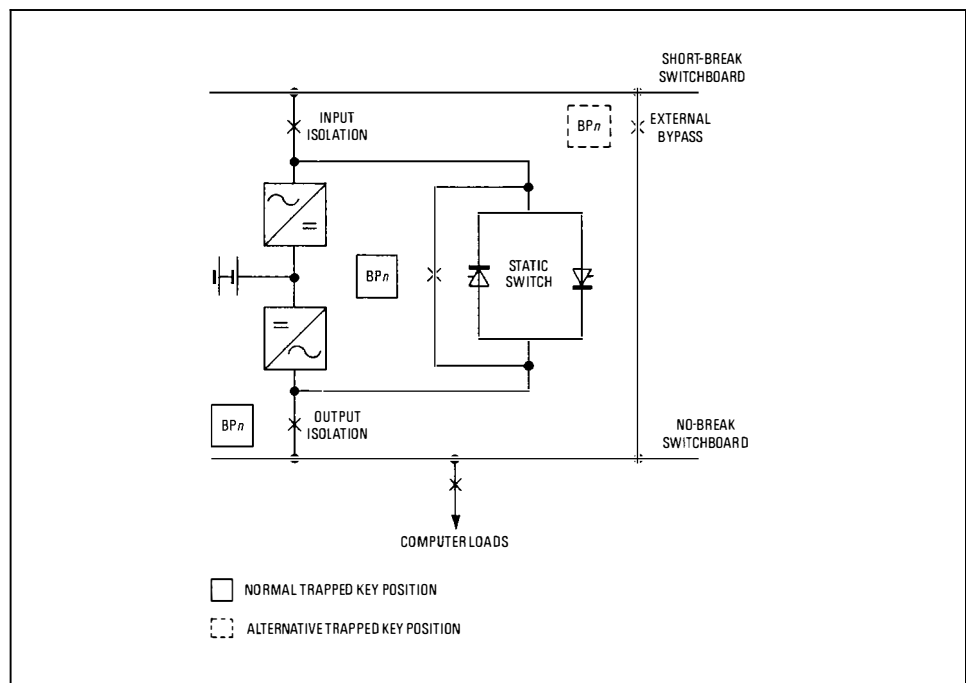 SHORT-BREAK
SWITCHBOARD
INPUT
ISOLATION
BPn
EXTERNAL
BYPASS
BPn
STATIC
SWITCH
BPn
OUTPUT
ISOLATION
NO-BREAK
SWITCHBOARD
COMPUTER LOADS
NORMAL TRAPPED KEY POSITION
ALTERNATIVE TRAPPED KEY POSITION